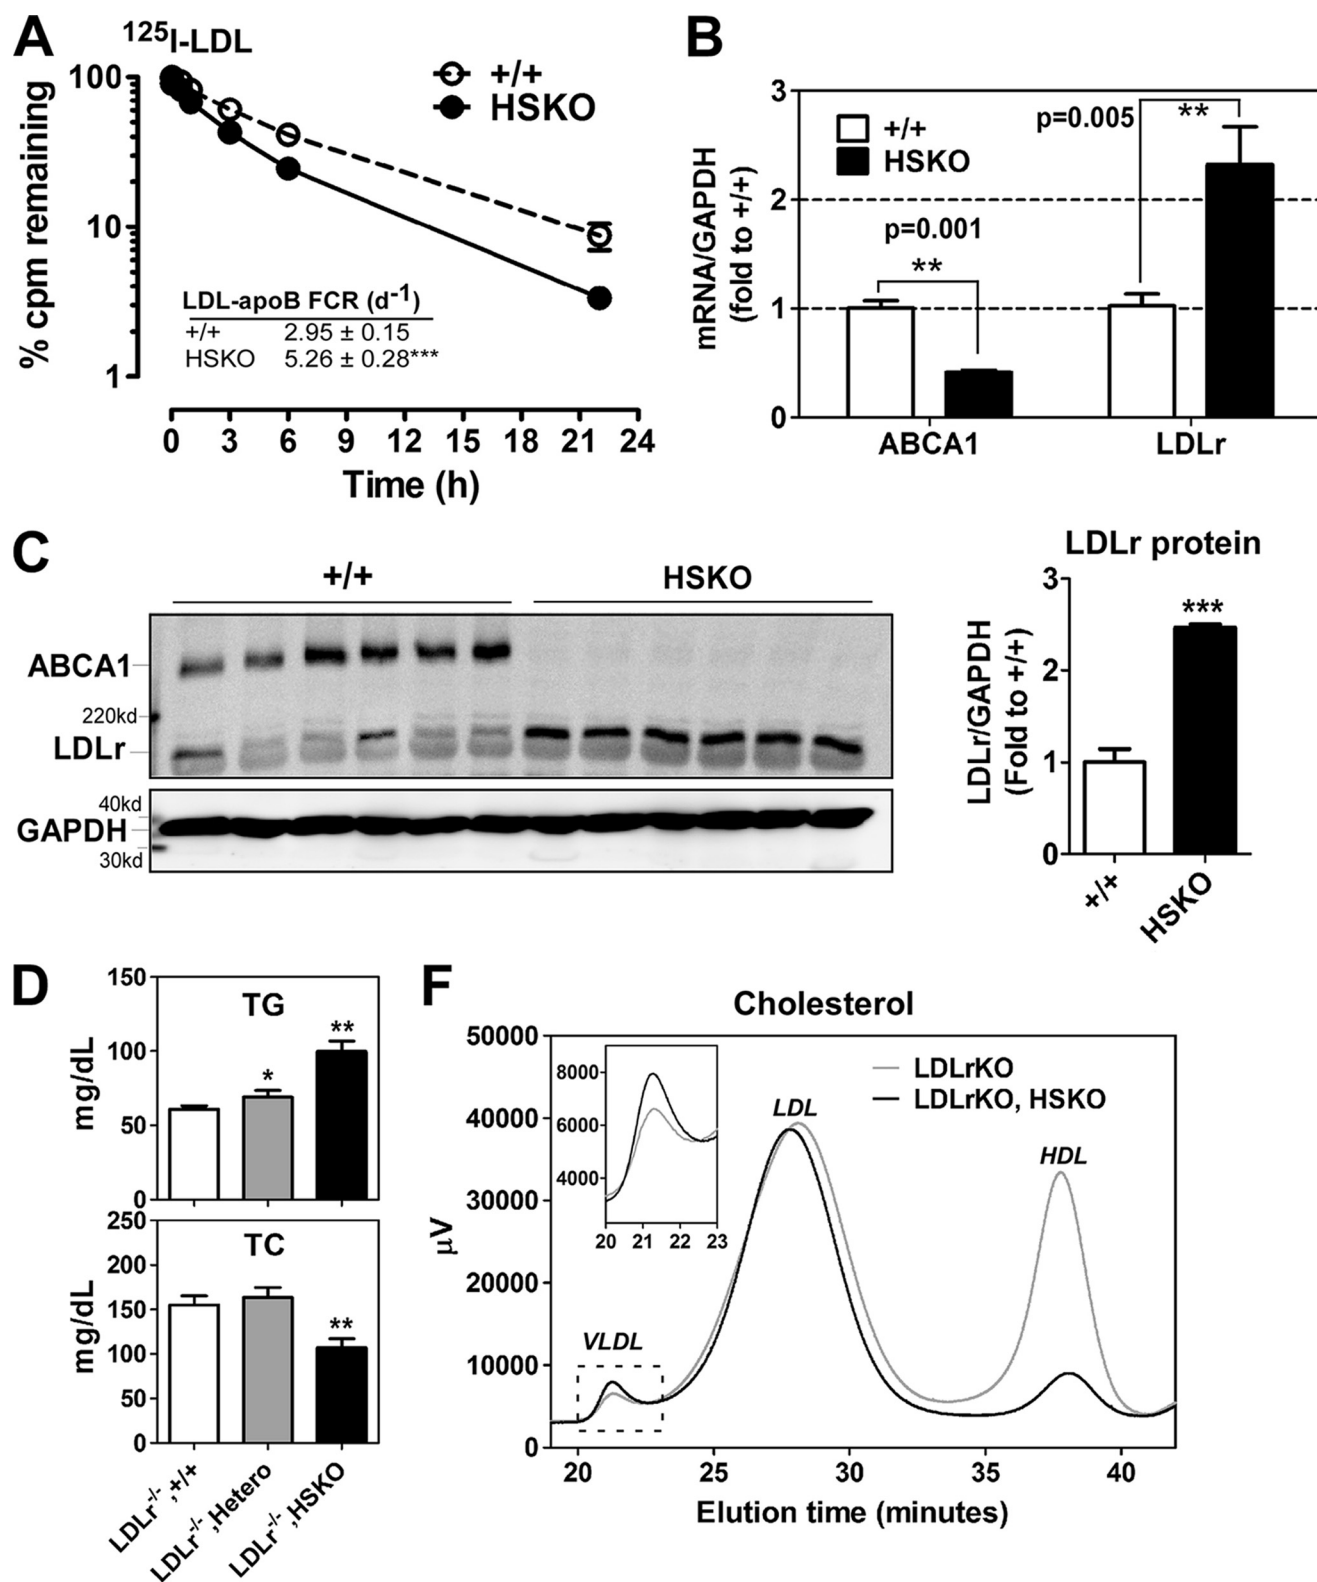 A
125I-LDL
+/+
HSKO
% cpm remaining
100
10
1
LDL-apoB FCR (d-1)
+/+ 2.95 ± 0.15
HSKO 5.26 ± 0.28***
0 3 6 9 12 15 18 21 24
Time (h)
B
mRNA/GAPDH
(fold to +/+)
3
2
1
0
+/+
HSKO
p=0.001
**
p=0.005
**
ABCA1 LDLr
C
+/+ HSKO
ABCA1
220kd
LDLr
40kd
GAPDH
30kd
LDLr protein
LDLr/GAPDH
(Fold to +/+)
3
2
1
0
***
+/+
HSKO
D
TG
mg/dL
150
100
50
0
*
**
TC
mg/dL
250
200
150
100
50
0
**
LDLr-/-,+/+
LDLr-/-,Hetero
LDLr-/-,HSKO
F
Cholesterol
µV
50000
40000
30000
20000
10000
0
8000
6000
4000
20 21 22 23
LDLrKO
LDLrKO, HSKO
LDL
HDL
VLDL
20 25 30 35 40
Elution time (minutes)